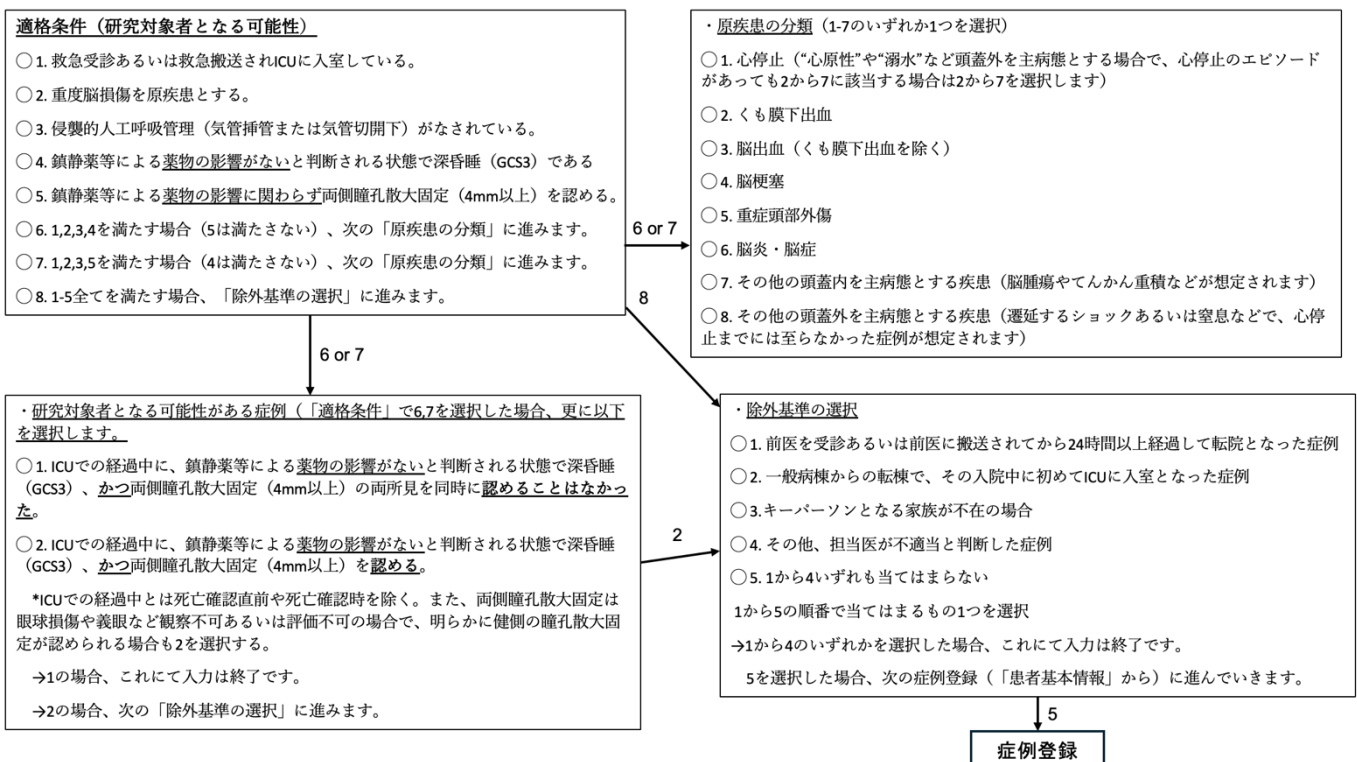 適格条件（研究対象者となる可能性）
○1. 救急受診あるいは救急搬送されICUに入室している。
○2. 重度脳損傷を原疾患とする。
○3. 侵襲的人工呼吸管理（気管挿管または気管切開下）がなされている。
○4. 鎮静薬等による薬物の影響がないと判断される状態で深昏睡（GCS3）である
○5. 鎮静薬等による薬物の影響に関わらず両側瞳孔散大固定（4mm以上）を認める。
○6. 1,2,3,4を満たす場合（5は満たさない）、次の「原疾患の分類」に進みます。
○7. 1,2,3,5を満たす場合（4は満たさない）、次の「原疾患の分類」に進みます。
○8. 1-5全てを満たす場合、「除外基準の選択」に進みます。
6 or 7
・原疾患の分類（1-7のいずれか1つを選択）
○1. 心停止（“心原性”や“溺水”など頭蓋外を主病態とする場合で、心停止のエピソード
があっても2から7に該当する場合は2から7を選択します）
○2. くも膜下出血
○3. 脳出血（くも膜下出血を除く）
○4. 脳梗塞
○5. 重症頭部外傷
○6. 脳炎・脳症
○7. その他の頭蓋内を主病態とする疾患（脳腫瘍やてんかん重積などが想定されます）
○8. その他の頭蓋外を主病態とする疾患（遷延するショックあるいは窒息などで、心停
止までには至らなかった症例が想定されます）
8
6 or 7
・研究対象者となる可能性がある症例（「適格条件」で6,7を選択した場合、更に以下
を選択します。
○1. ICUでの経過中に、鎮静薬等による薬物の影響がないと判断される状態で深昏睡
（GCS3）、かつ両側瞳孔散大固定（4mm以上）の両所見を同時に認めることはなかっ
た。
○2. ICUでの経過中に、鎮静薬等による薬物の影響がないと判断される状態で深昏睡
（GCS3）、かつ両側瞳孔散大固定（4mm以上）を認める。
*ICUでの経過中とは死亡確認直前や死亡確認時を除く。また、両側瞳孔散大固定は
眼球損傷や義眼など観察不可あるいは評価不可の場合で、明らかに健側の瞳孔散大固
定が認められる場合も2を選択する。
→1の場合、これにて入力は終了です。
→2の場合、次の「除外基準の選択」に進みます。
2
・除外基準の選択
○1. 前医を受診あるいは前医に搬送されてから24時間以上経過して転院となった症例
○2. 一般病棟からの転棟で、その入院中に初めてICUに入室となった症例
○3.キーパーソンとなる家族が不在の場合
○4. その他、担当医が不適当と判断した症例
○5. 1から4いずれも当てはまらない
1から5の順番で当てはまるもの1つを選択
→1から4のいずれかを選択した場合、これにて入力は終了です。
5を選択した場合、次の症例登録（「患者基本情報」から）に進んでいきます。
5
症例登録